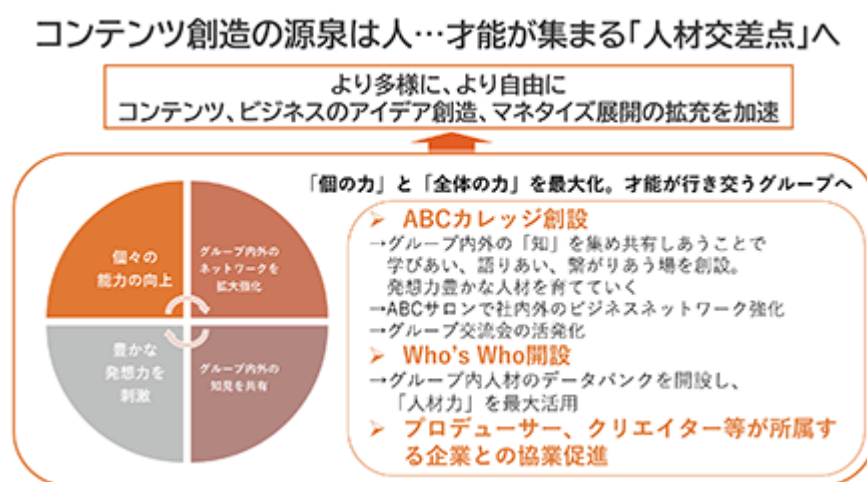 コンテンツ創造の源泉は人…才能が集まる「人材交差点」へ
より多様に、より自由に
コンテンツ、ビジネスのアイデア創造、マネタイズ展開の拡充を加速
「個の力」と「全体の力」を最大化。才能が行き交うグループへ
個々の
能力の向上
グループ内外の
ネットワークを
拡大強化
豊かな
発想力を
刺激
グループ内外の
知見を共有
➢ ABCカレッジ創設
→グループ内外の「知」を集め共有しあうことで
学びあい、語りあい、繋がりあう場を創設。
発想力豊かな人材を育てていく
→ABCサロンで社内外のビジネスネットワーク強化
→グループ交流会の活発化
➢ Who's Who開設
→グループ内人材のデータバンクを開設し、
「人材力」を最大活用
➢ プロデューサー、クリエイター等が所属す
る企業との協業促進